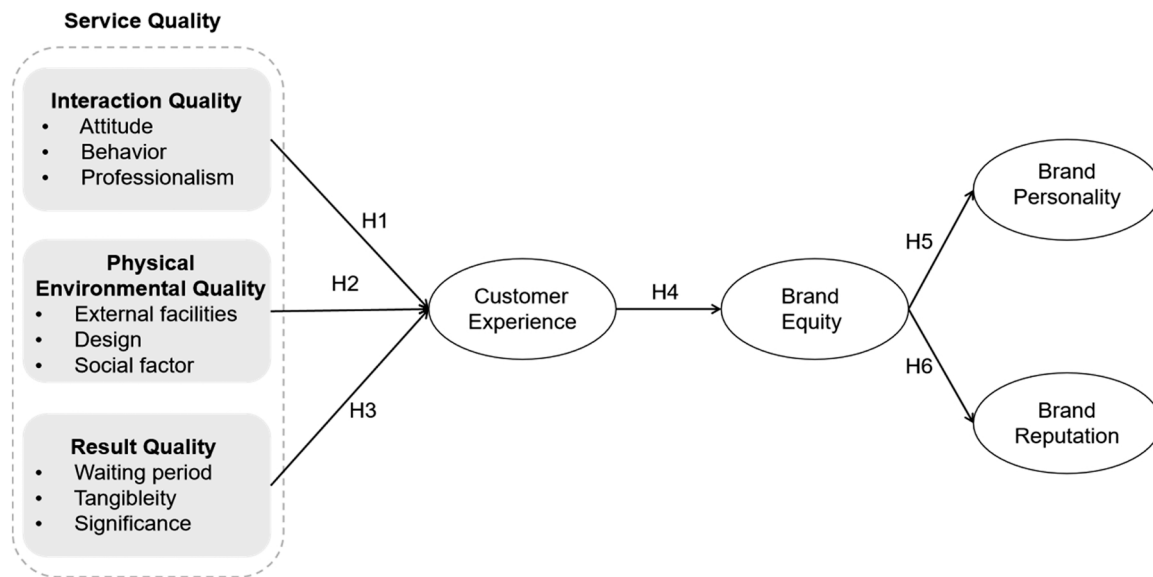 Service Quality
Interaction Quality
• Attitude
• Behavior
• Professionalism
Physical
Environmental Quality
• External facilities
• Design
• Social factor
Result Quality
• Waiting period
• Tangibleity
• Significance
H1
H2
H3
Customer
Experience
H4
Brand
Equity
H5
H6
Brand
Personality
Brand
Reputation